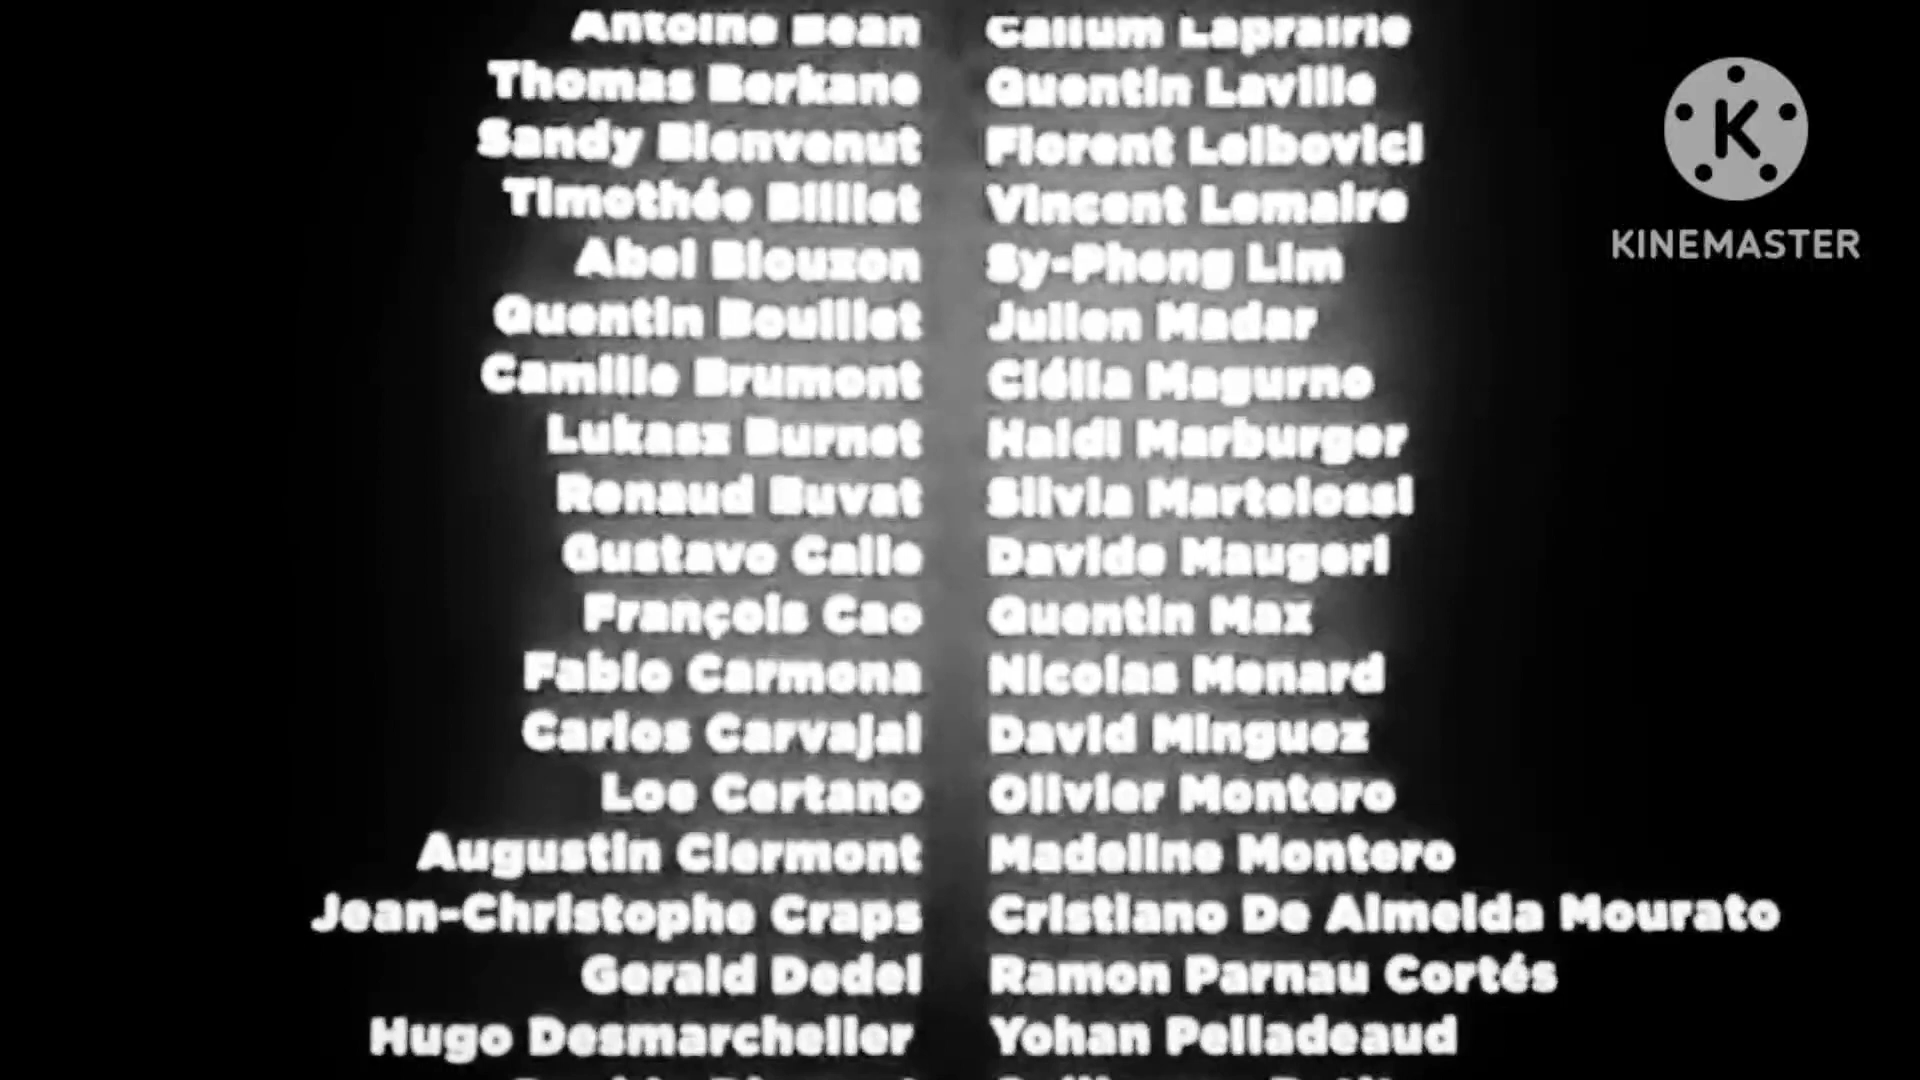 Antoine Bean Callum Laprairie
Thomas Berkane Quentin Laville
Sandy Bienvenut Florent Leibovici
Timothée Billiet Vincent Lemaire
Abel Blouzon Sy-Phong Lim
Quentin Bouillet Julien Madar
Camille Brumont Clélia Magurno
Lukasz Burnet Haidi Marburger
Renaud Buvat Silvia Martelossi
Gustavo Calle Davide Maugeri
François Cao Quentin Max
Fabio Carmona Nicolas Menard
Carlos Carvajal David Minguez
Loe Certano Olivier Montero
Augustin Clermont Madeline Montero
Jean-Christophe Craps Cristiano De Almeida Mourato
Gerald Dedel Ramon Parnau Cortés
Hugo Desmarchelier Yohan Pelladeaud
K
KINEMASTER